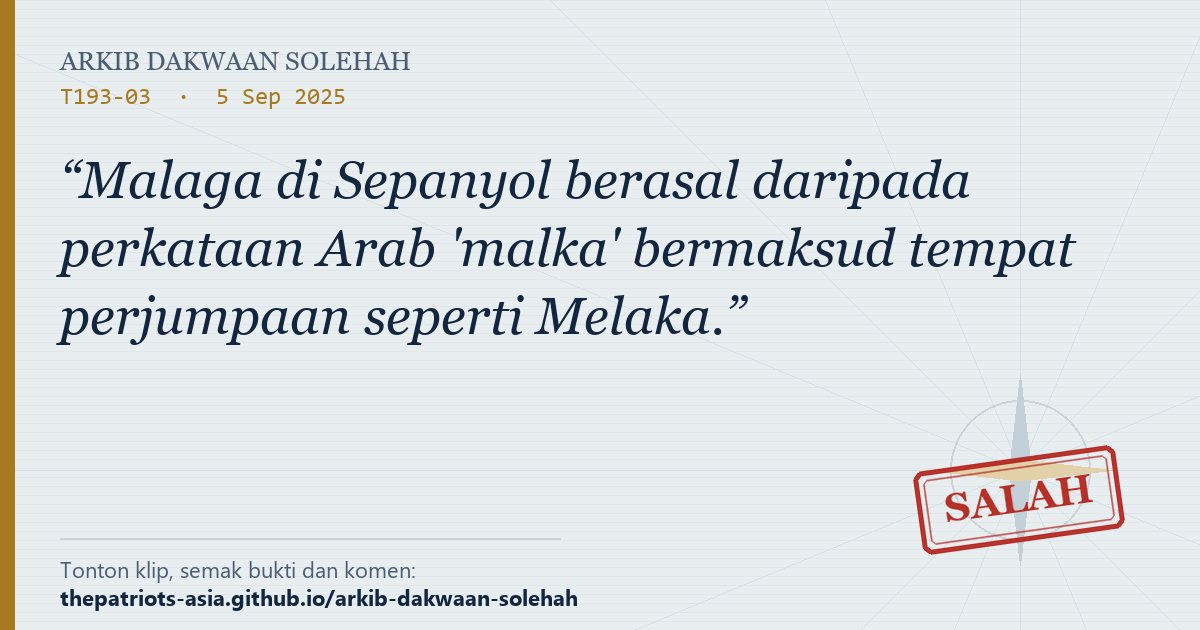 ARKIB DAKWAAN SOLEHAH
T193-03 · 5 Sep 2025
“Malaga di Sepanyol berasal daripada
perkataan Arab 'malka' bermaksud tempat
perjumpaan seperti Melaka.”
SALAH
Tonton klip, semak bukti dan komen:
thepatriots-asia.github.io/arkib-dakwaan-solehah